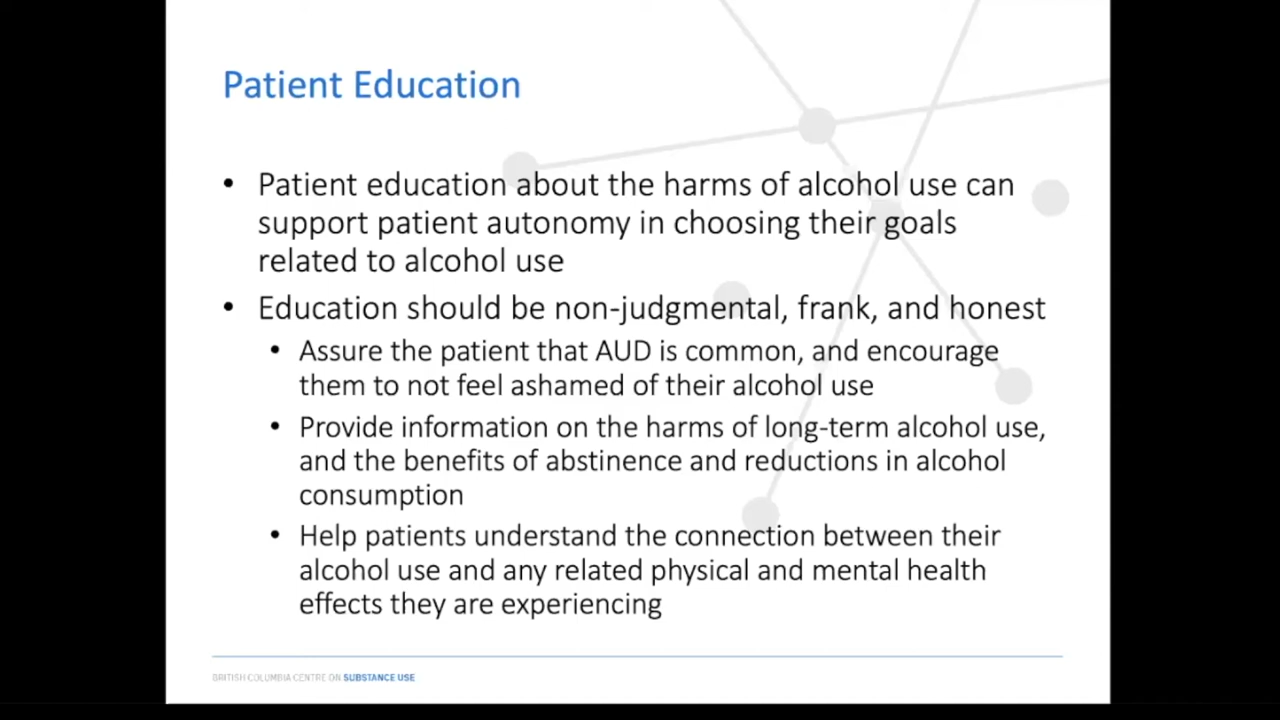 Patient Education
• Patient education about the harms of alcohol use can
support patient autonomy in choosing their goals
related to alcohol use
• Education should be non-judgmental, frank, and honest
• Assure the patient that AUD is common, and encourage
them to not feel ashamed of their alcohol use
• Provide information on the harms of long-term alcohol use,
and the benefits of abstinence and reductions in alcohol
consumption
• Help patients understand the connection between their
alcohol use and any related physical and mental health
effects they are experiencing
BRITISH COLUMBIA CENTRE ON SUBSTANCE USE